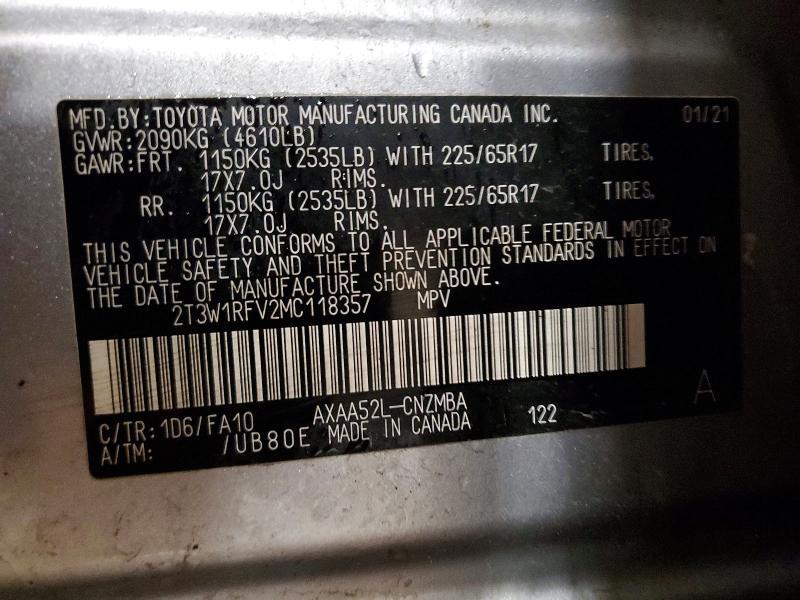 MFD.BY:TOYOTA MOTOR MANUFACTURING CANADA INC. 01/21
GVWR:2090KG (4610LB)
GAWR:FRT. 1150KG (2535LB) WITH 225/65R17 TIRES,
17X7.0J RIMS.
RR. 1150KG (2535LB) WITH 225/65R17 TIRES,
17X7.0J RIMS.
THIS VEHICLE CONFORMS TO ALL APPLICABLE FEDERAL MOTOR
VEHICLE SAFETY AND THEFT PREVENTION STANDARDS IN EFFECT ON
THE DATE OF MANUFACTURE SHOWN ABOVE.
2T3W1RFV2MC118357 MPV
A
C/TR:1D6/FA10 AXAA52L-CNZMBA 122
A/TM: /UB80E MADE IN CANADA